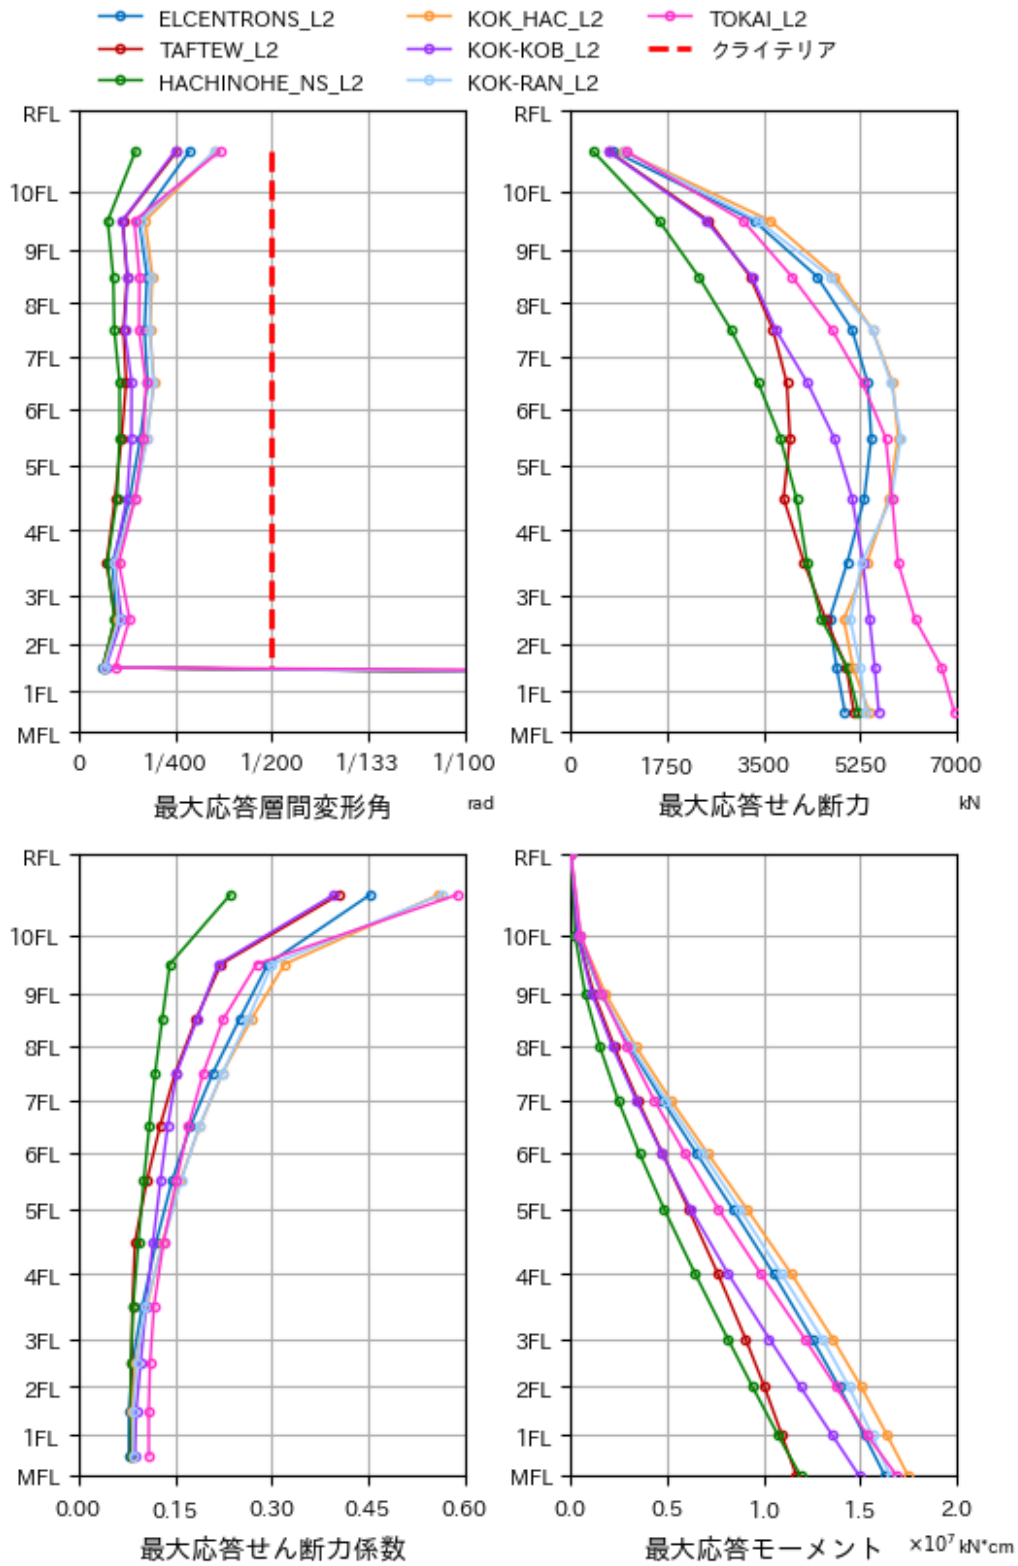 ELCENTRONS_L2 KOK_HAC_L2 TOKAI_L2
TAFTEW_L2 KOK-KOB_L2 クライテリア
HACHINOHE_NS_L2 KOK-RAN_L2
RFL
10FL
9FL
8FL
7FL
6FL
5FL
4FL
3FL
2FL
1FL
MFL
0 1/400 1/200 1/133 1/100
最大応答層間変形角 rad
RFL
10FL
9FL
8FL
7FL
6FL
5FL
4FL
3FL
2FL
1FL
MFL
0 1750 3500 5250 7000
最大応答せん断力 kN
RFL
10FL
9FL
8FL
7FL
6FL
5FL
4FL
3FL
2FL
1FL
MFL
0.00 0.15 0.30 0.45 0.60
最大応答せん断力係数
RFL
10FL
9FL
8FL
7FL
6FL
5FL
4FL
3FL
2FL
1FL
MFL
0.0 0.5 1.0 1.5 2.0
最大応答モーメント ×10⁷ kN*cm